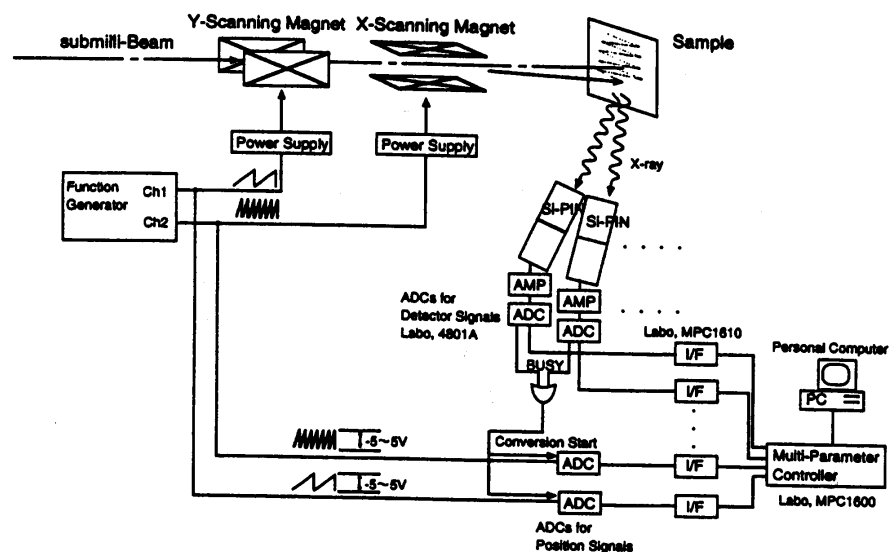 Y-Scanning Magnet
X-Scanning Magnet
submilli-Beam
Sample
Power Supply
Power Supply
X-ray
Function
Generator
Ch1
Ch2
Si-PIN
Si-PIN
AMP
AMP
ADCs for
Detector Signals
Labo, 4801A
ADC
ADC
Labo, MPC1610
BUSY
I/F
I/F
Personal Computer
PC
-5~5V
Conversion Start
ADC
I/F
Multi-Parameter
Controller
-5~5V
ADC
I/F
Labo, MPC1600
ADCs for
Position Signals